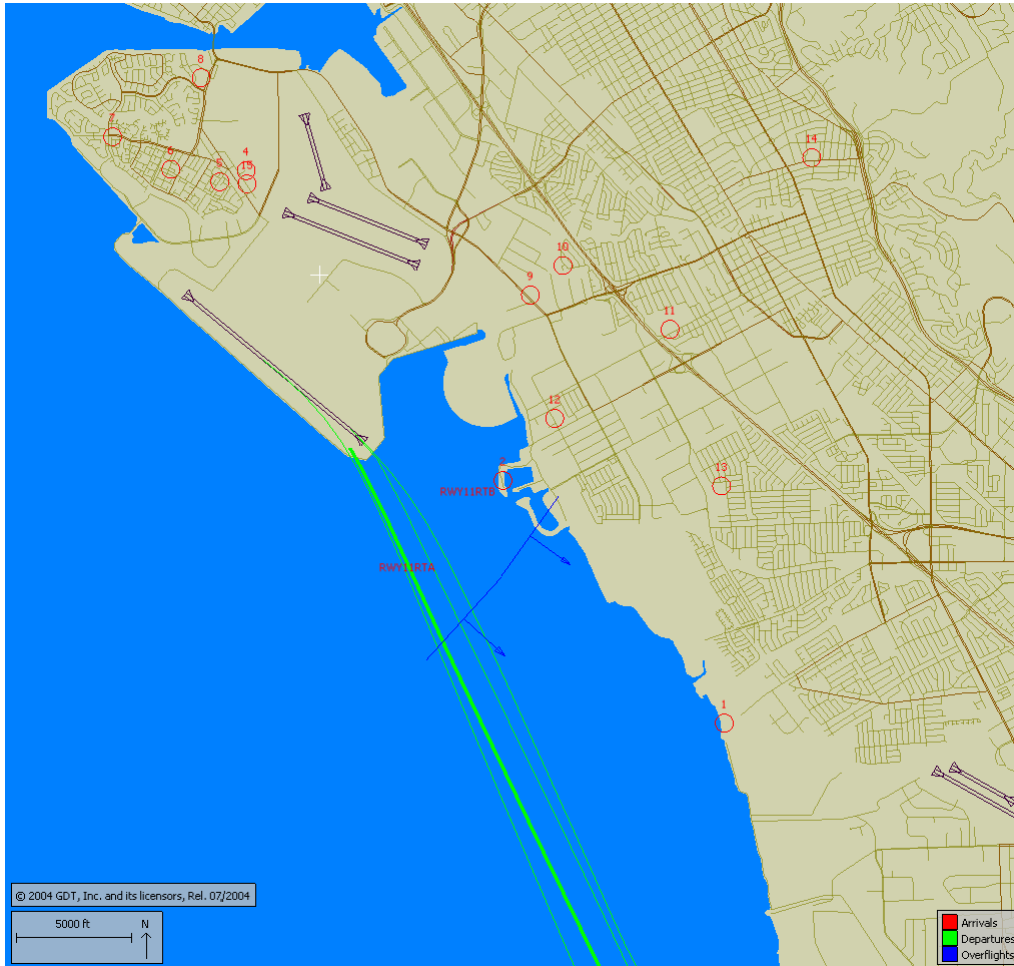 8
14
7
6
5
4
15
10
9
11
12
2
RWY11RTB
13
RWY11RTA
1
© 2004 GDT, Inc. and its licensors, Rel. 07/2004
5000 ft
N
Arrivals
Departures
Overflights